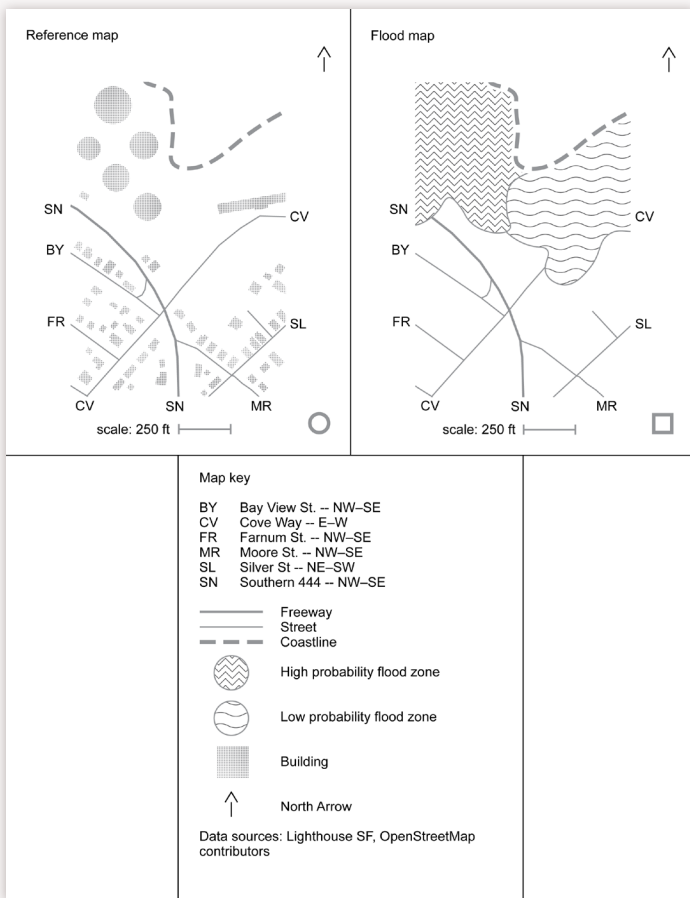 Reference map
SN
CV
BY
FR
SL
CV
SN
MR
scale: 250 ft
Flood map
SN
CV
BY
FR
SL
CV
SN
MR
scale: 250 ft
Map key
BY Bay View St. -- NW–SE
CV Cove Way -- E–W
FR Farnum St. -- NW–SE
MR Moore St. -- NW–SE
SL Silver St -- NE–SW
SN Southern 444 -- NW–SE
Freeway
Street
Coastline
High probability flood zone
Low probability flood zone
Building
North Arrow
Data sources: Lighthouse SF, OpenStreetMap
contributors